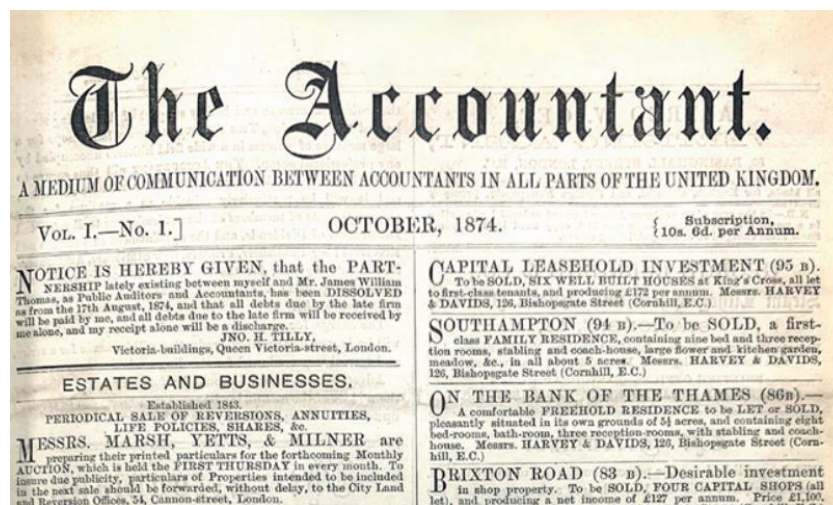 The Accountant.
A MEDIUM OF COMMUNICATION BETWEEN ACCOUNTANTS IN ALL PARTS OF THE UNITED KINGDOM.
VOL. I.—No. 1.]
OCTOBER, 1874.
{ Subscription,
10s. 6d. per Annum.
NOTICE IS HEREBY GIVEN, that the PART-
NERSHIP lately existing between myself and Mr. James William
Thomas, as Public Auditors and Accountants, has been DISSOLVED
as from the 17th August, 1874, and that all debts due by the late firm
will be paid by me, and all debts due to the late firm will be received by
me alone, and my receipt alone will be a discharge.
JNO. H. TILLY,
Victoria-buildings, Queen Victoria-street, London.
ESTATES AND BUSINESSES.
Established 1843.
PERIODICAL SALE OF REVERSIONS, ANNUITIES,
LIFE POLICIES, SHARES, &c.
MESSRS. MARSH, YETTS, & MILNER are
preparing their printed particulars for the forthcoming Monthly
AUCTION, which is held the FIRST THURSDAY in every month. To
insure due publicity, particulars of Properties intended to be included
in the next sale should be forwarded, without delay, to the City Land
and Reversion Offices, 54, Cannon-street, London.
CAPITAL LEASEHOLD INVESTMENT (95 B).
To be SOLD, SIX WELL BUILT HOUSES at King's Cross, all let
to first-class tenants, and producing £172 per annum. Messrs. HARVEY
& DAVIDS, 126, Bishopsgate Street (Cornhill, E.C.)
SOUTHAMPTON (94 B).—To be SOLD, a first-
class FAMILY RESIDENCE, containing nine bed and three recep-
tion rooms, stabling and coach-house, large flower and kitchen garden,
meadow, &c., in all about 5 acres. Messrs. HARVEY & DAVIDS,
126, Bishopsgate Street (Cornhill, E.C.)
ON THE BANK OF THE THAMES (86B).—
A comfortable FREEHOLD RESIDENCE to be LET or SOLD,
pleasantly situated in its own grounds of 5½ acres, and containing eight
bed-rooms, bath-room, three reception-rooms, with stabling and coach-
house. Messrs. HARVEY & DAVIDS, 126, Bishopsgate Street (Corn-
hill, E.C.)
BRIXTON ROAD (83 B).—Desirable investment
in shop property. To be SOLD, FOUR CAPITAL SHOPS (all
let), and producing a net income of £127 per annum. Price £1,100.